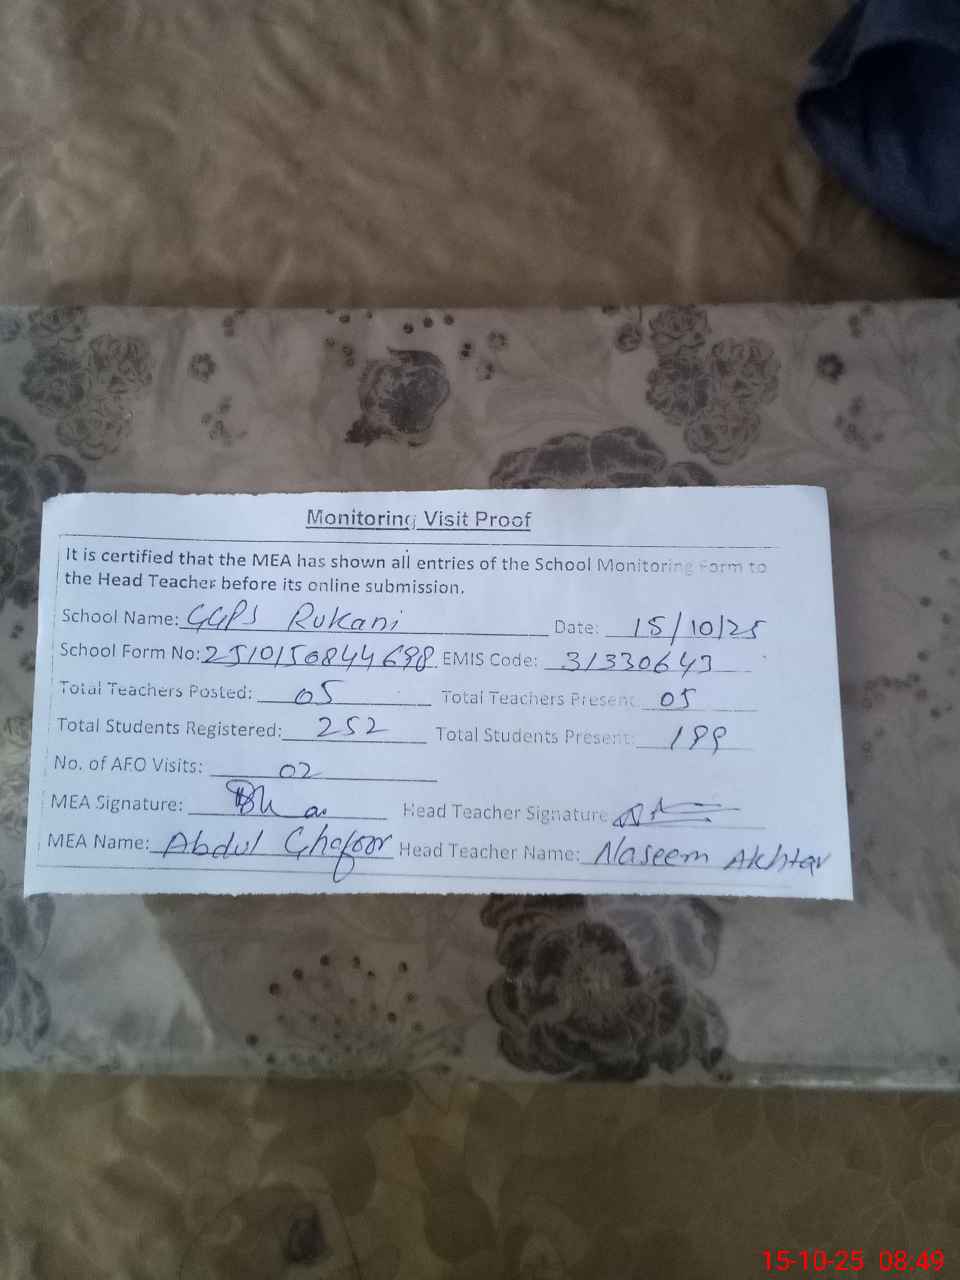 Monitoring Visit Proof
It is certified that the MEA has shown all entries of the School Monitoring Form to
the Head Teacher before its online submission.
School Name: GGPS Rukani Date: 15/10/25
School Form No: 2510150844698 EMIS Code: 31330643
Total Teachers Posted: 05 Total Teachers Present: 05
Total Students Registered: 252 Total Students Present: 199
No. of AFO Visits: 02
MEA Signature: Head Teacher Signature
MEA Name: Abdul Ghafoor Head Teacher Name: Naseem Akhtar
15-10-25 08:49